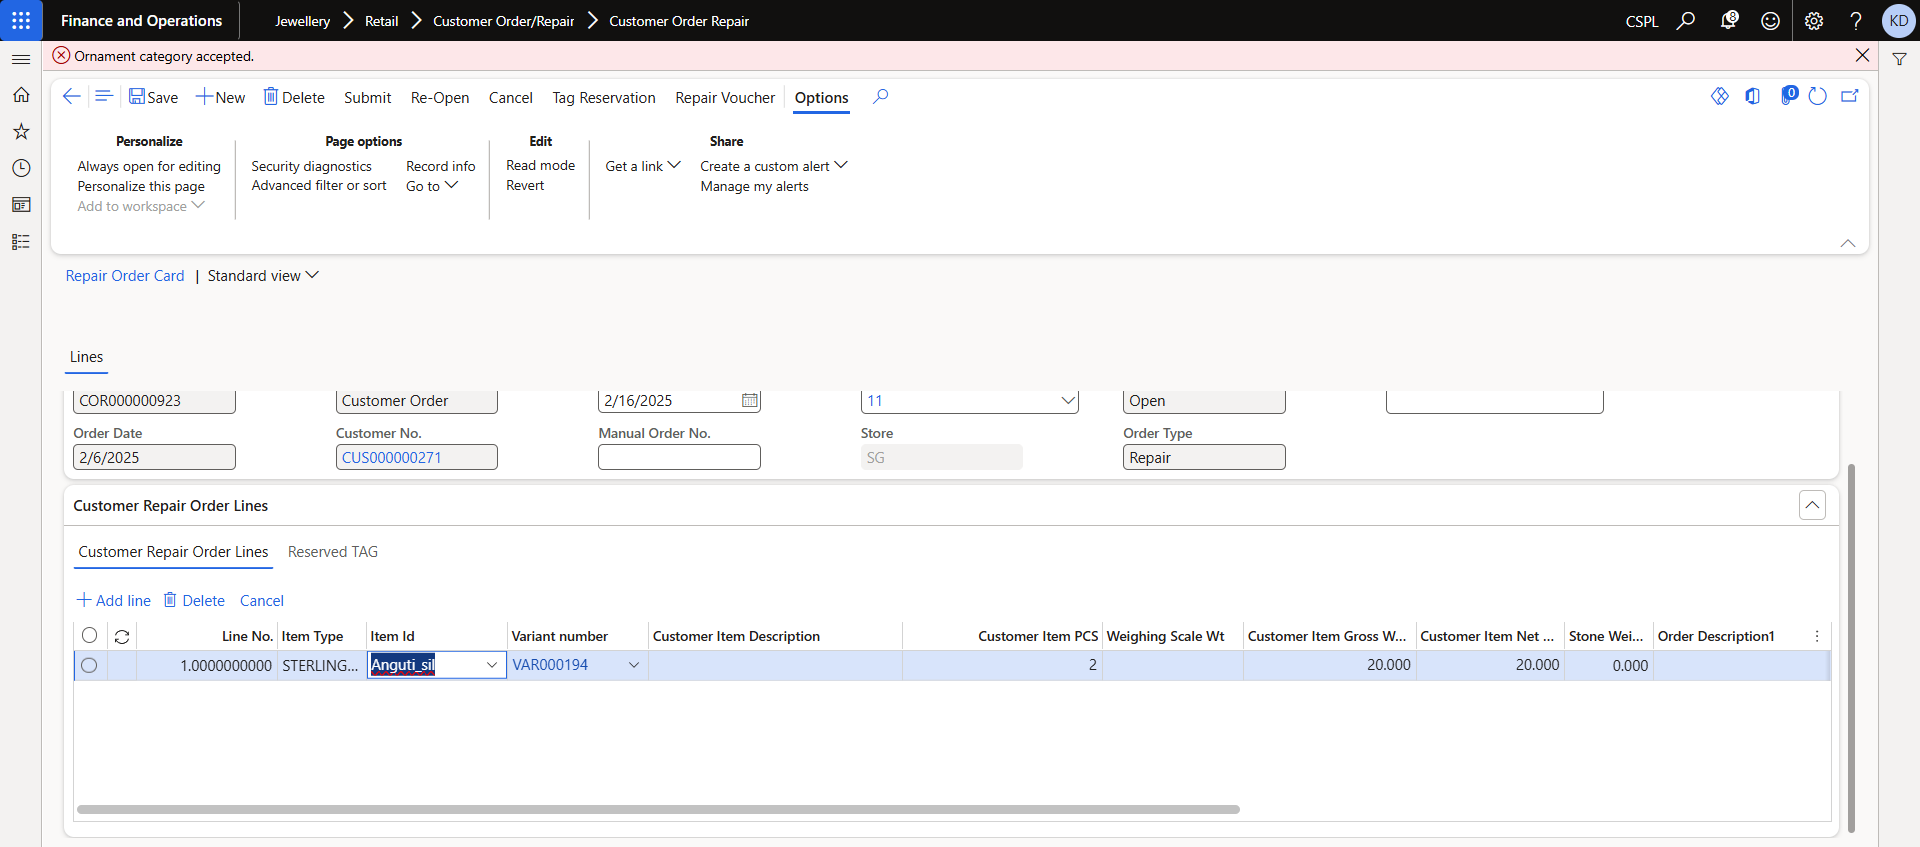 Finance and Operations
Jewellery Retail Customer Order/Repair Customer Order Repair
CSPL
8
?
KD
Ornament category accepted.
Save New Delete Submit Re-Open Cancel Tag Reservation Repair Voucher Options
0
Personalize
Always open for editing
Personalize this page
Add to workspace
Page options
Security diagnostics
Advanced filter or sort
Record info
Go to
Edit
Read mode
Revert
Share
Get a link
Create a custom alert
Manage my alerts
Repair Order Card | Standard view
Lines
COR000000923 Customer Order 2/16/2025 11 Open
Order Date Customer No. Manual Order No. Store Order Type
2/6/2025 CUS000000271 SG Repair
Customer Repair Order Lines
Customer Repair Order Lines Reserved TAG
Add line Delete Cancel
Line No. Item Type Item Id Variant number Customer Item Description Customer Item PCS Weighing Scale Wt Customer Item Gross W... Customer Item Net ... Stone Wei... Order Description1
1.0000000000 STERLING... Anguti_sil VAR000194 2 20.000 20.000 0.000